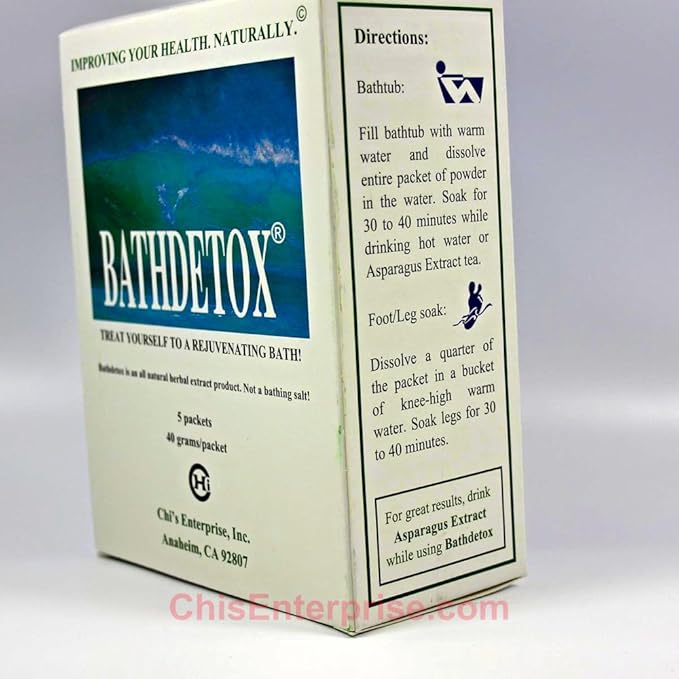 IMPROVING YOUR HEALTH. NATURALLY.©
BATHDETOX®
TREAT YOURSELF TO A REJUVENATING BATH!
Bathdetox is an all natural herbal extract product. Not a bathing salt!
5 packets
40 grams/packet
CHi
Chi's Enterprise, Inc.
Anaheim, CA 92807
Directions:
Bathtub:
Fill bathtub with warm
water and dissolve
entire packet of powder
in the water. Soak for
30 to 40 minutes while
drinking hot water or
Asparagus Extract tea.
Foot/Leg soak:
Dissolve a quarter of
the packet in a bucket
of knee-high warm
water. Soak legs for 30
to 40 minutes.
For great results, drink
Asparagus Extract
while using Bathdetox
ChisEnterprise.com